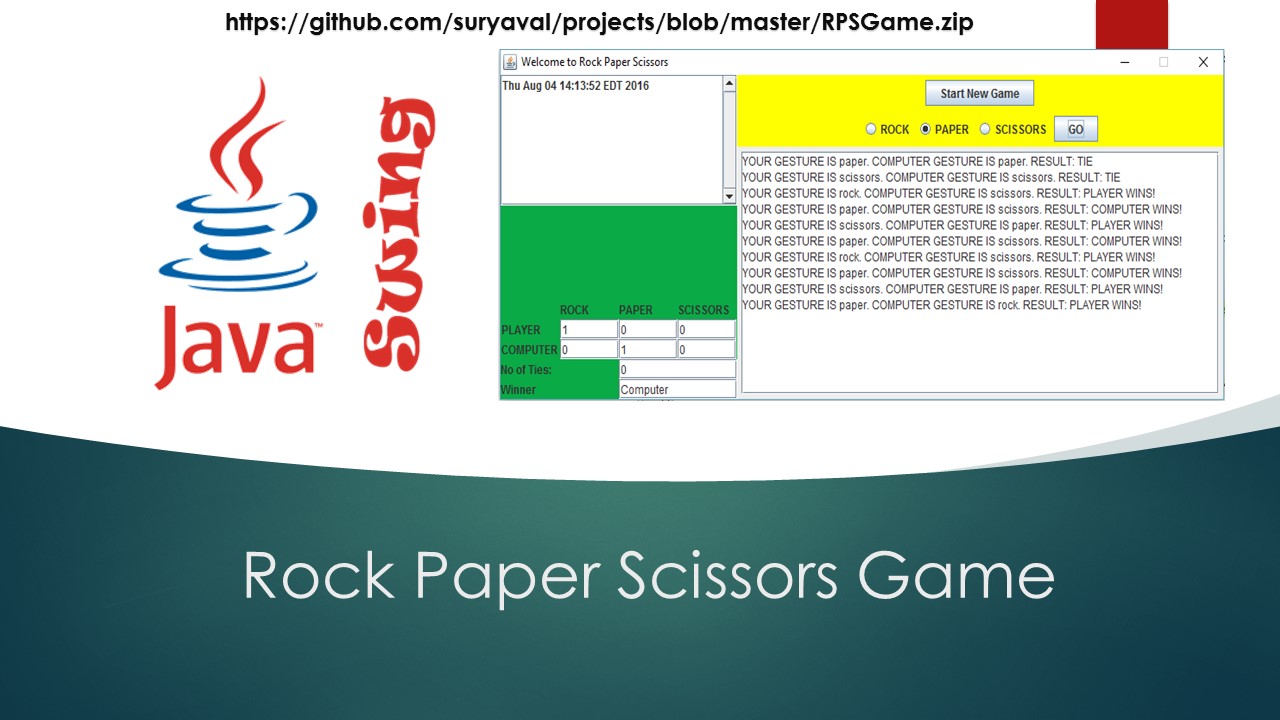 https://github.com/suryaval/projects/blob/master/RPSGame.zip
Java™
Swing
Welcome to Rock Paper Scissors
Thu Aug 04 14:13:52 EDT 2016
Start New Game
ROCK PAPER SCISSORS GO
YOUR GESTURE IS paper. COMPUTER GESTURE IS paper. RESULT: TIE
YOUR GESTURE IS scissors. COMPUTER GESTURE IS scissors. RESULT: TIE
YOUR GESTURE IS rock. COMPUTER GESTURE IS scissors. RESULT: PLAYER WINS!
YOUR GESTURE IS paper. COMPUTER GESTURE IS scissors. RESULT: COMPUTER WINS!
YOUR GESTURE IS scissors. COMPUTER GESTURE IS paper. RESULT: PLAYER WINS!
YOUR GESTURE IS paper. COMPUTER GESTURE IS scissors. RESULT: COMPUTER WINS!
YOUR GESTURE IS rock. COMPUTER GESTURE IS scissors. RESULT: PLAYER WINS!
YOUR GESTURE IS paper. COMPUTER GESTURE IS scissors. RESULT: COMPUTER WINS!
YOUR GESTURE IS scissors. COMPUTER GESTURE IS paper. RESULT: PLAYER WINS!
YOUR GESTURE IS paper. COMPUTER GESTURE IS rock. RESULT: PLAYER WINS!
ROCK PAPER SCISSORS
PLAYER 1 0 0
COMPUTER 0 1 0
No of Ties: 0
Winner Computer
Rock Paper Scissors Game